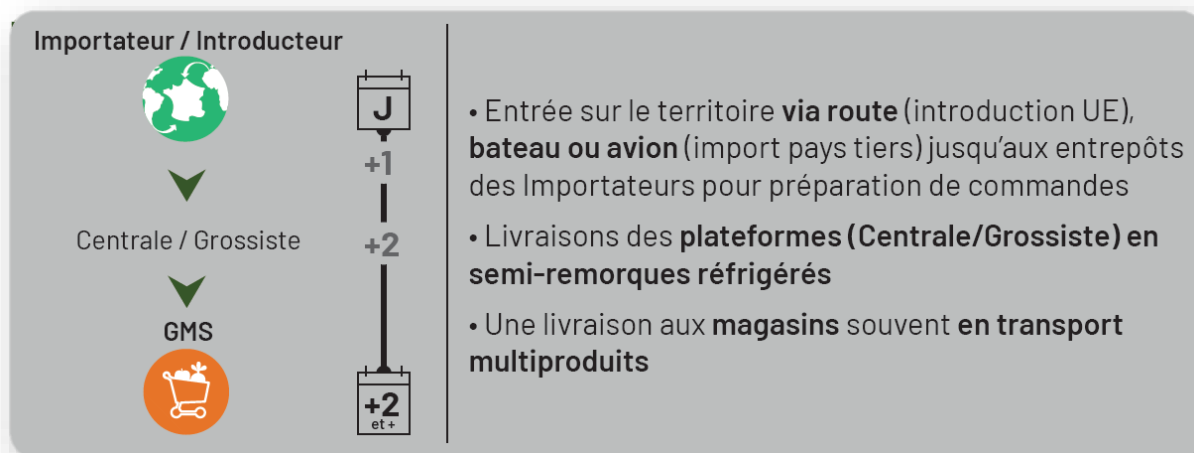 Importateur / Introducteur
J
+1
Centrale / Grossiste
+2
GMS
+2
et +
• Entrée sur le territoire via route (introduction UE),
bateau ou avion (import pays tiers) jusqu'aux entrepôts
des Importateurs pour préparation de commandes
• Livraisons des plateformes (Centrale/Grossiste) en
semi-remorques réfrigérés
• Une livraison aux magasins souvent en transport
multiproduits